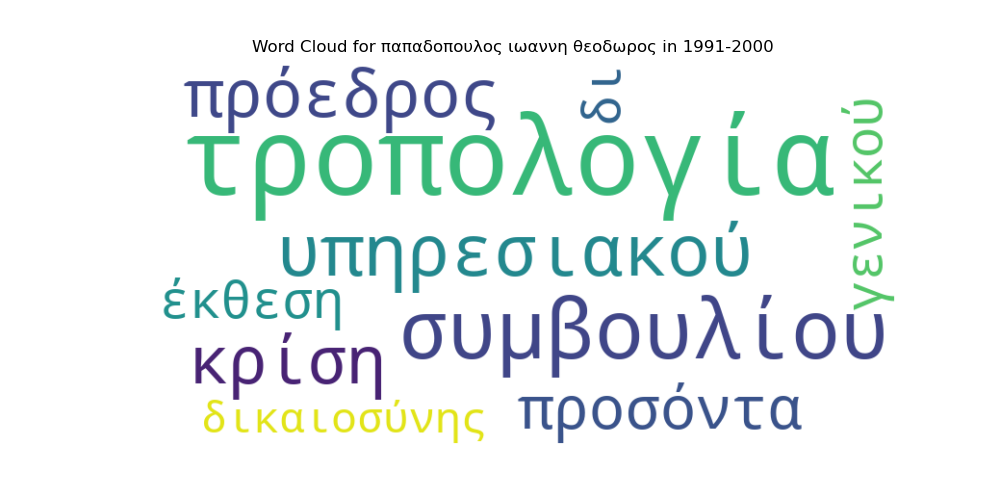 Word Cloud for παπαδοπουλος ιωαννη θεοδωρος in 1991-2000
πρόεδρος
δι
τροπολογία
γενικού
υπηρεσιακού
έκθεση
συμβουλίου
κρίση
προσόντα
δικαιοσύνης